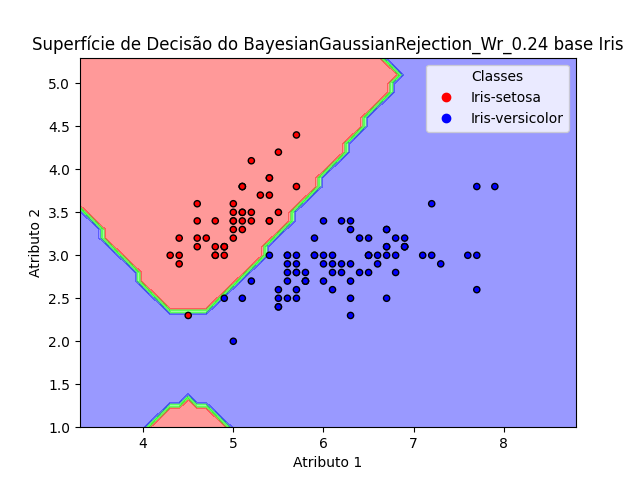 Superfície de Decisão do BayesianGaussianRejection_Wr_0.24 base Iris
Classes
Iris-setosa
Iris-versicolor
5.0
4.5
4.0
3.5
3.0
2.5
2.0
1.5
1.0
Atributo 2
4 5 6 7 8
Atributo 1